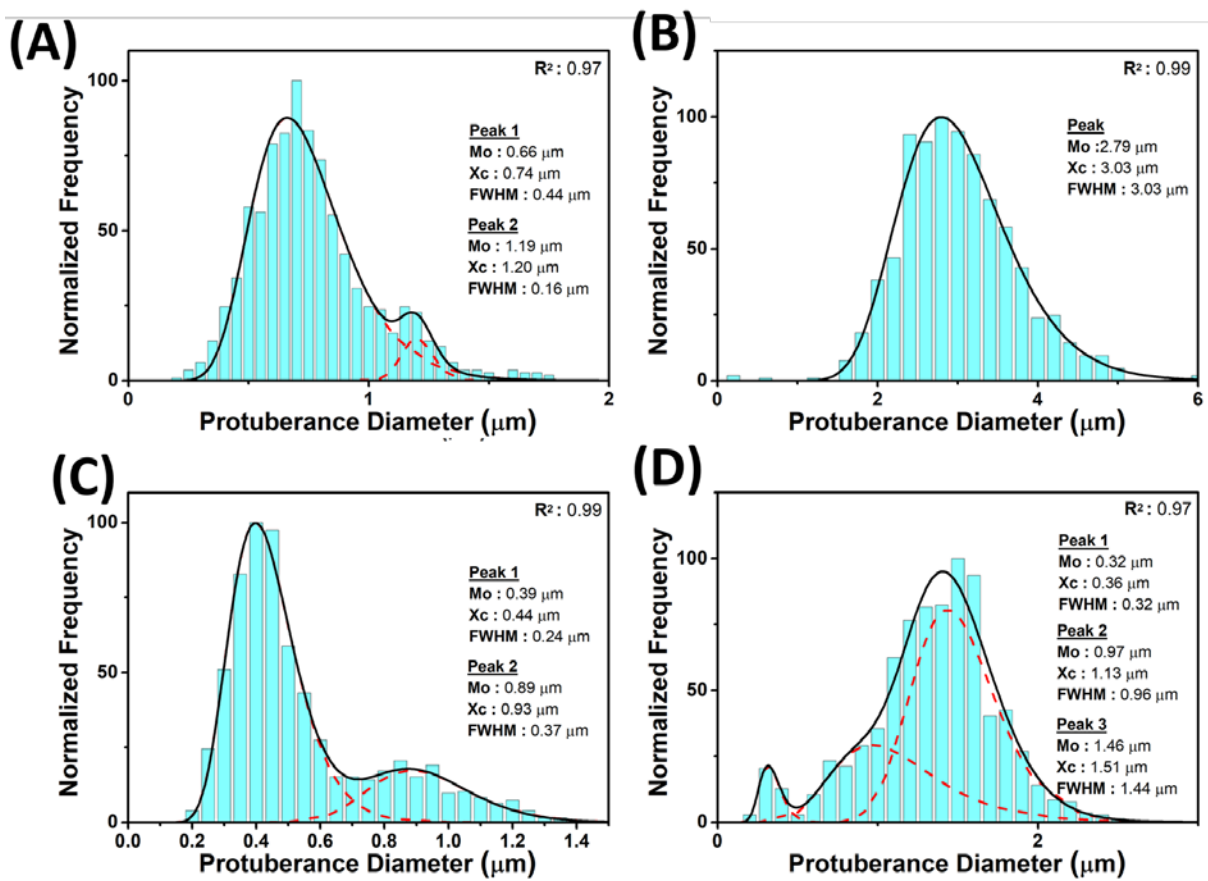 (A)
R²: 0.97
Peak 1
Mo : 0.66 μm
Xc : 0.74 μm
FWHM : 0.44 μm
Peak 2
Mo : 1.19 μm
Xc : 1.20 μm
FWHM : 0.16 μm
100
50
0
0
1
2
Normalized Frequency
Protuberance Diameter (μm)
(B)
R²: 0.99
Peak
Mo :2.79 μm
Xc : 3.03 μm
FWHM : 3.03 μm
100
50
0
0
2
4
6
Normalized Frequency
Protuberance Diameter (μm)
(C)
R²: 0.99
Peak 1
Mo : 0.39 μm
Xc : 0.44 μm
FWHM : 0.24 μm
Peak 2
Mo : 0.89 μm
Xc : 0.93 μm
FWHM : 0.37 μm
100
50
0
0.0
0.2
0.4
0.6
0.8
1.0
1.2
1.4
Normalized Frequency
Protuberance Diameter (μm)
(D)
R²: 0.97
Peak 1
Mo : 0.32 μm
Xc : 0.36 μm
FWHM : 0.32 μm
Peak 2
Mo : 0.97 μm
Xc : 1.13 μm
FWHM : 0.96 μm
Peak 3
Mo : 1.46 μm
Xc : 1.51 μm
FWHM : 1.44 μm
100
50
0
0
2
Normalized Frequency
Protuberance Diameter (μm)